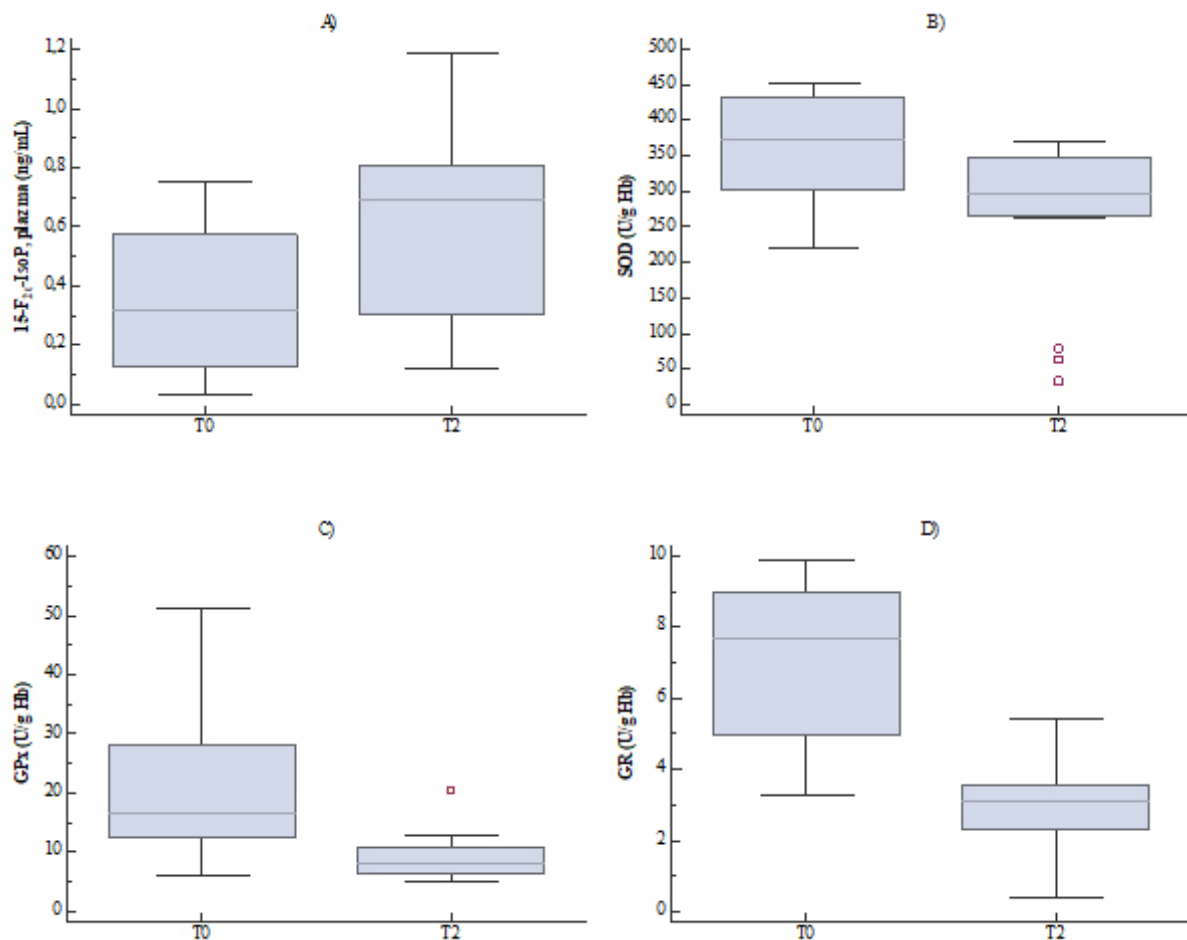 A)
15-F2t-IsoP, plazma (ng/mL)
1,2
1,0
0,8
0,6
0,4
0,2
0,0
T0
T2
B)
SOD (U/g Hb)
500
450
400
350
300
250
200
150
100
50
0
T0
T2
C)
GPx (U/g Hb)
60
50
40
30
20
10
0
T0
T2
D)
GR (U/g Hb)
10
8
6
4
2
0
T0
T2